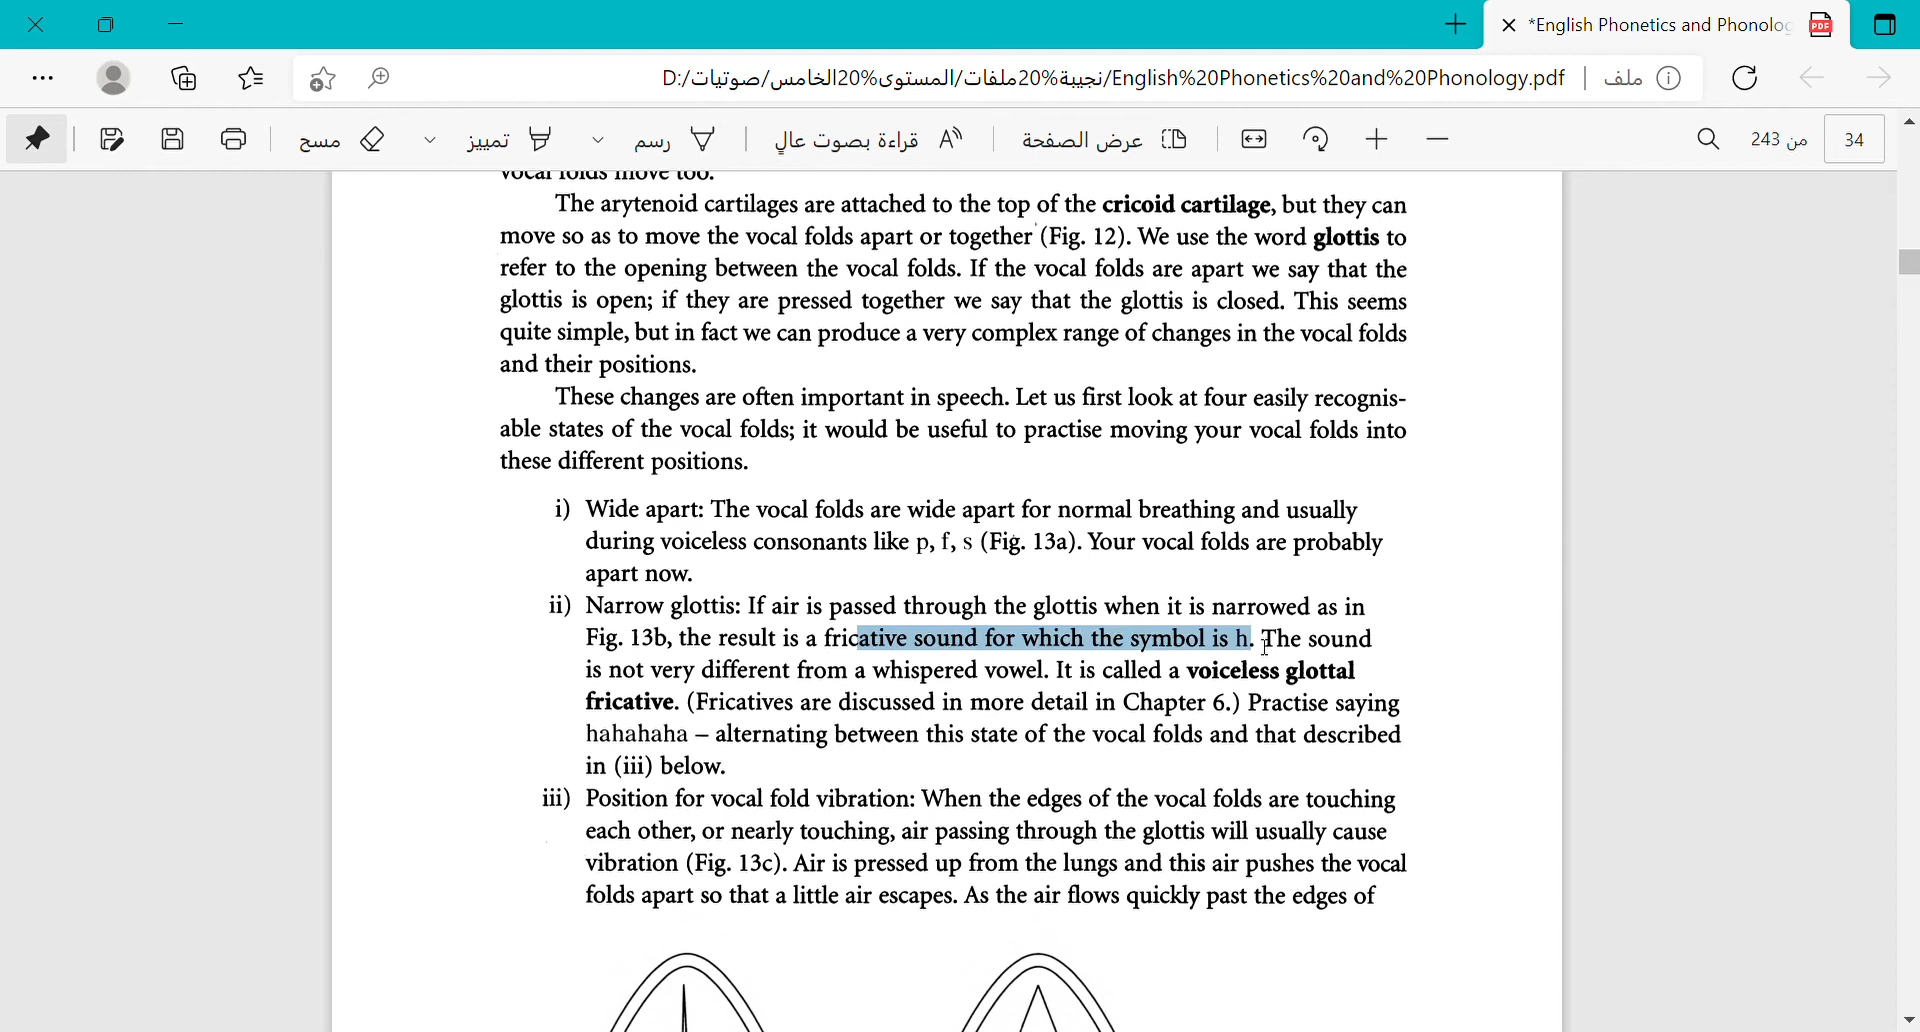 *English Phonetics and Phonolog
D:/نجيبة%20ملفات/المستوى%20الخامس/صوتيات/English%20Phonetics%20and%20Phonology.pdf
ملف
مسح
تمييز
رسم
قراءة بصوت عالٍ
عرض الصفحة
من 243
34
vocal folds move too.
The arytenoid cartilages are attached to the top of the cricoid cartilage, but they can
move so as to move the vocal folds apart or together (Fig. 12). We use the word glottis to
refer to the opening between the vocal folds. If the vocal folds are apart we say that the
glottis is open; if they are pressed together we say that the glottis is closed. This seems
quite simple, but in fact we can produce a very complex range of changes in the vocal folds
and their positions.
These changes are often important in speech. Let us first look at four easily recognis-
able states of the vocal folds; it would be useful to practise moving your vocal folds into
these different positions.
i) Wide apart: The vocal folds are wide apart for normal breathing and usually
during voiceless consonants like p, f, s (Fig. 13a). Your vocal folds are probably
apart now.
ii) Narrow glottis: If air is passed through the glottis when it is narrowed as in
Fig. 13b, the result is a fricative sound for which the symbol is h. The sound
is not very different from a whispered vowel. It is called a voiceless glottal
fricative. (Fricatives are discussed in more detail in Chapter 6.) Practise saying
hahahaha – alternating between this state of the vocal folds and that described
in (iii) below.
iii) Position for vocal fold vibration: When the edges of the vocal folds are touching
each other, or nearly touching, air passing through the glottis will usually cause
vibration (Fig. 13c). Air is pressed up from the lungs and this air pushes the vocal
folds apart so that a little air escapes. As the air flows quickly past the edges of